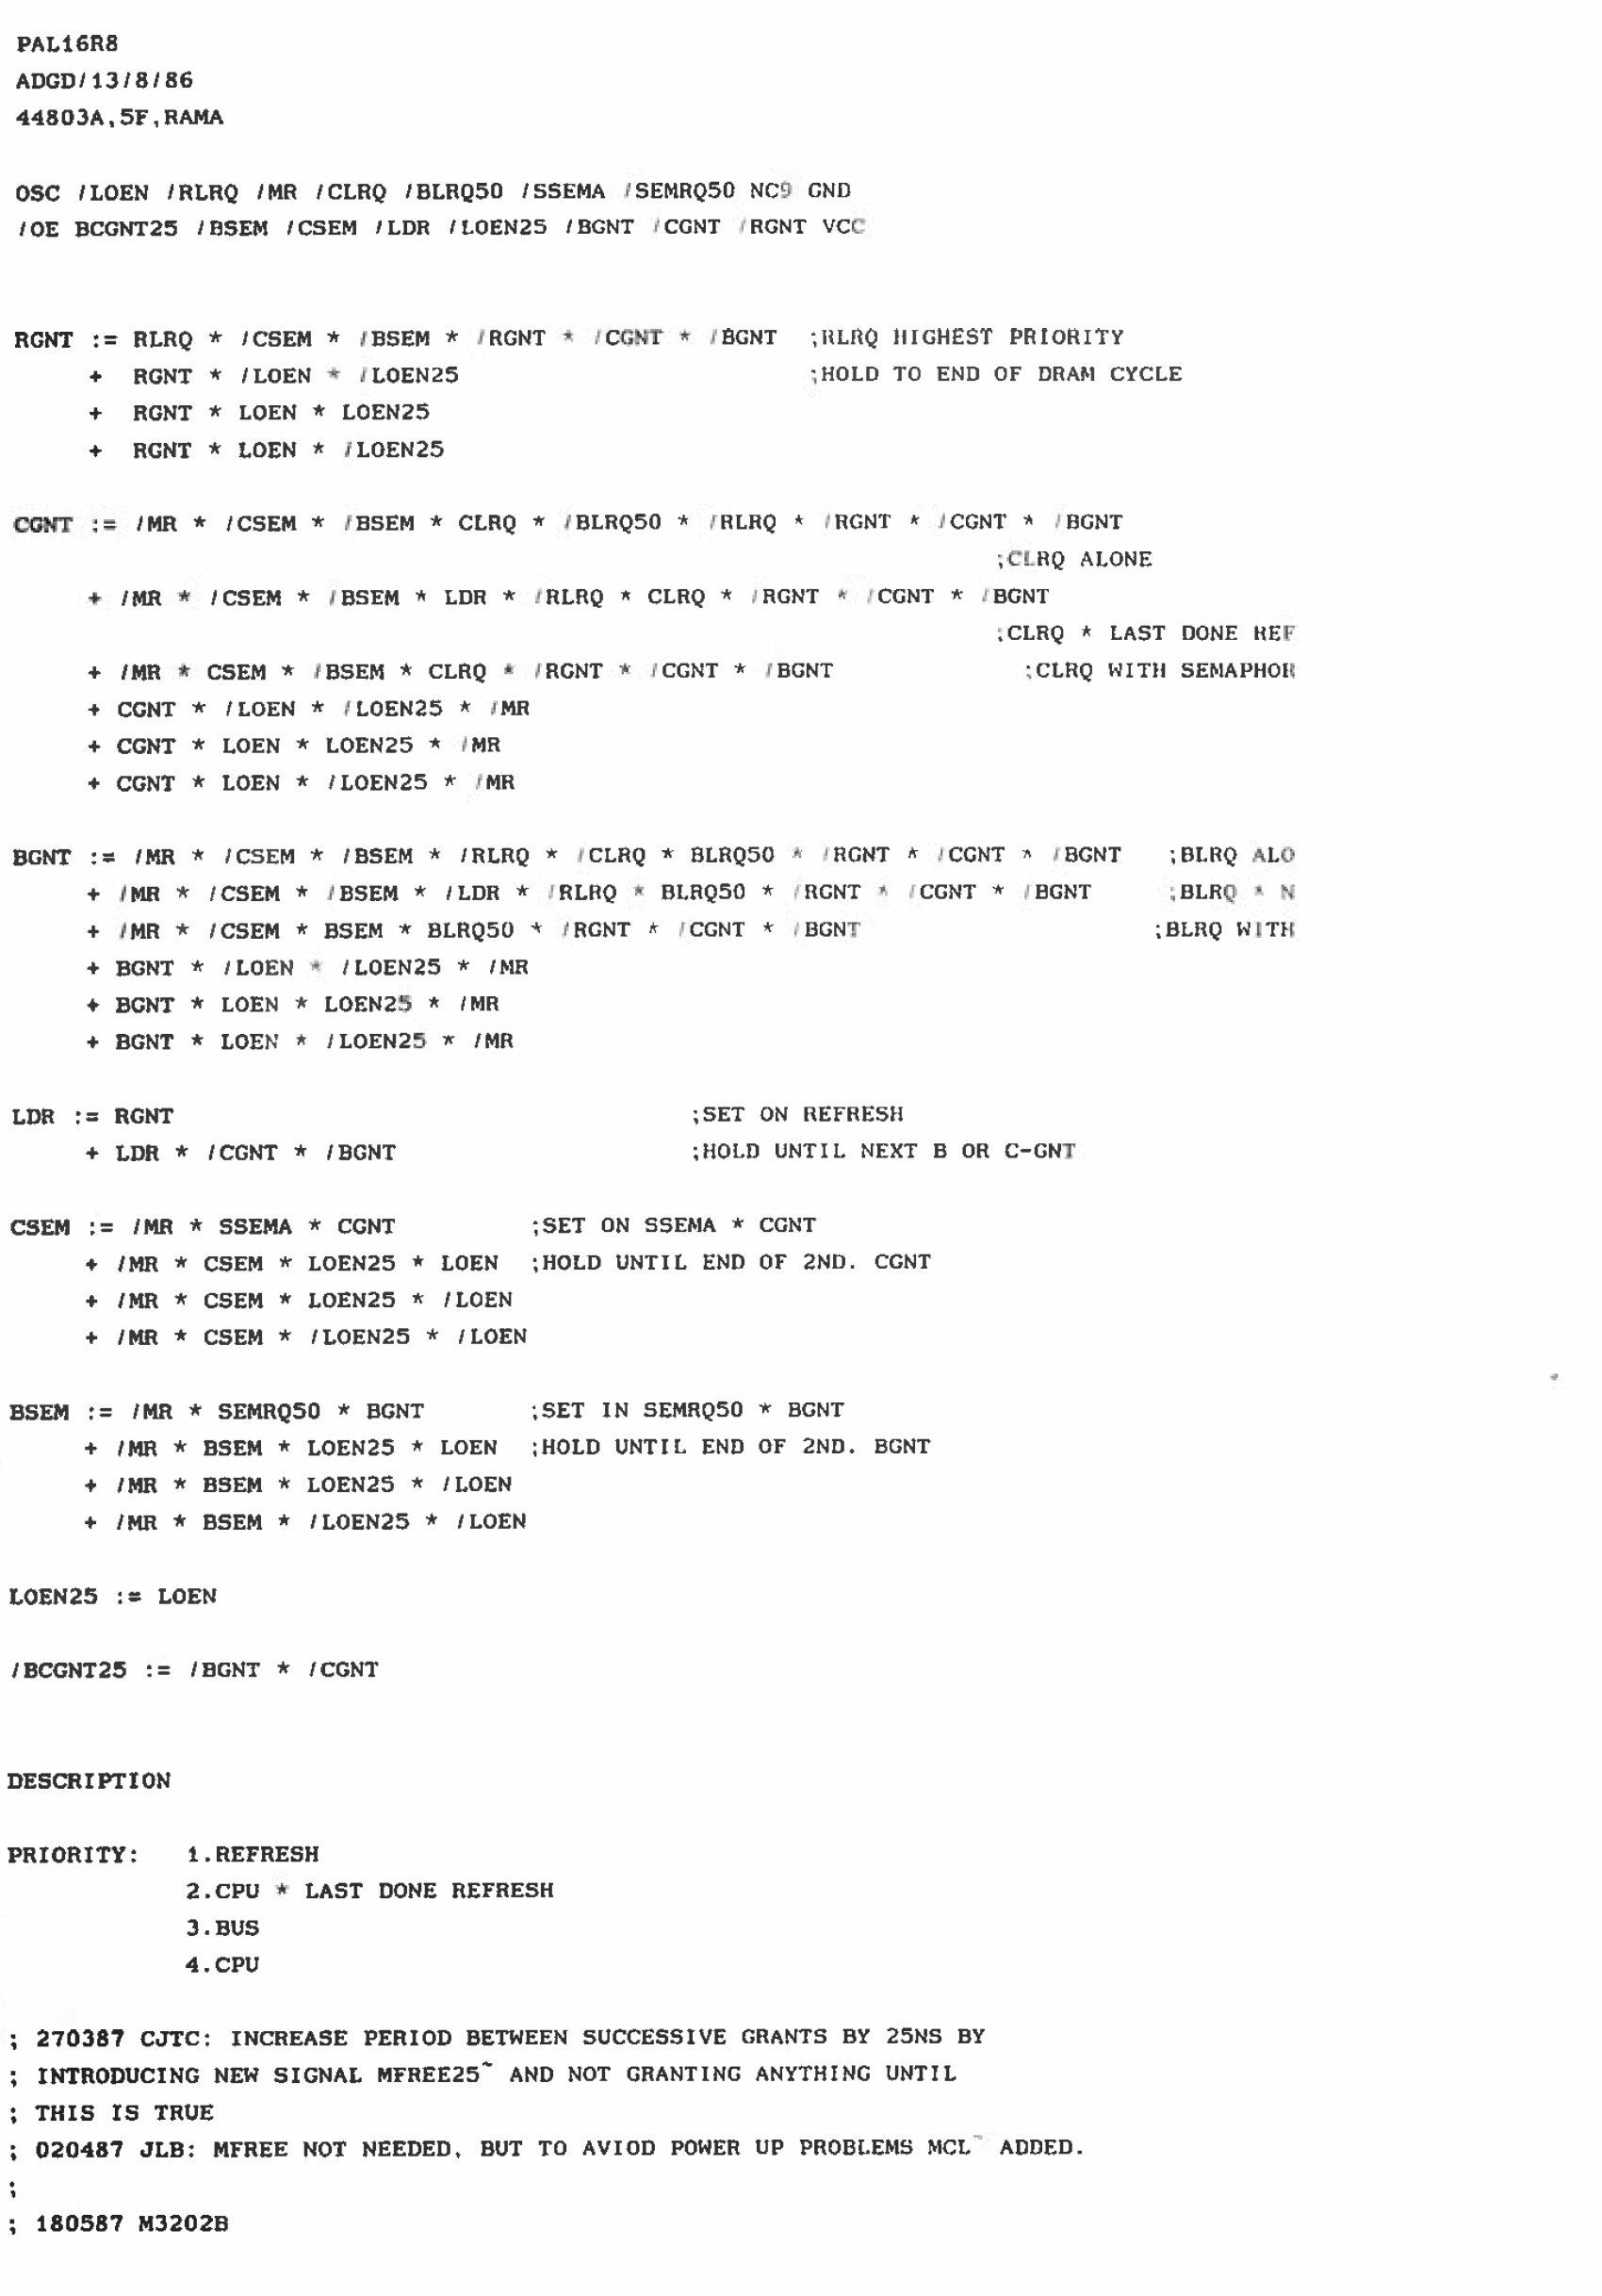 PAL16R8
ADGD/13/8/86
44803A,5F,RAMA
OSC /LOEN /RLRQ /MR /CLRQ /BLRQ50 /SSEMA /SEMRQ50 NC9 GND
/OE BCGNT25 /BSEM /CSEM /LDR /LOEN25 /BGNT /CGNT /RGNT VCC
RGNT := RLRQ * /CSEM * /BSEM * /RGNT * /CGNT * /BGNT ;RLRQ HIGHEST PRIORITY
+ RGNT * /LOEN * /LOEN25 ;HOLD TO END OF DRAM CYCLE
+ RGNT * LOEN * LOEN25
+ RGNT * LOEN * /LOEN25
CGNT := /MR * /CSEM * /BSEM * CLRQ * /BLRQ50 * /RLRQ * /RGNT * /CGNT * /BGNT
;CLRQ ALONE
+ /MR * /CSEM * /BSEM * LDR * /RLRQ * CLRQ * /RGNT * /CGNT * /BGNT
;CLRQ * LAST DONE REF
+ /MR * CSEM * /BSEM * CLRQ * /RGNT * /CGNT * /BGNT ;CLRQ WITH SEMAPHOR
+ CGNT * /LOEN * /LOEN25 * /MR
+ CGNT * LOEN * LOEN25 * /MR
+ CGNT * LOEN * /LOEN25 * /MR
BGNT := /MR * /CSEM * /BSEM * /RLRQ * /CLRQ * BLRQ50 * /RGNT * /CGNT * /BGNT ;BLRQ ALO
+ /MR * /CSEM * /BSEM * /LDR * /RLRQ * BLRQ50 * /RGNT * /CGNT * /BGNT ;BLRQ * N
+ /MR * /CSEM * BSEM * BLRQ50 * /RGNT * /CGNT * /BGNT ;BLRQ WITH
+ BGNT * /LOEN * /LOEN25 * /MR
+ BGNT * LOEN * LOEN25 * /MR
+ BGNT * LOEN * /LOEN25 * /MR
LDR := RGNT ;SET ON REFRESH
+ LDR * /CGNT * /BGNT ;HOLD UNTIL NEXT B OR C-GNT
CSEM := /MR * SSEMA * CGNT ;SET ON SSEMA * CGNT
+ /MR * CSEM * LOEN25 * LOEN ;HOLD UNTIL END OF 2ND. CGNT
+ /MR * CSEM * LOEN25 * /LOEN
+ /MR * CSEM * /LOEN25 * /LOEN
BSEM := /MR * SEMRQ50 * BGNT ;SET IN SEMRQ50 * BGNT
+ /MR * BSEM * LOEN25 * LOEN ;HOLD UNTIL END OF 2ND. BGNT
+ /MR * BSEM * LOEN25 * /LOEN
+ /MR * BSEM * /LOEN25 * /LOEN
LOEN25 := LOEN
/BCGNT25 := /BGNT * /CGNT
DESCRIPTION
PRIORITY: 1.REFRESH
2.CPU * LAST DONE REFRESH
3.BUS
4.CPU
; 270387 CJTC: INCREASE PERIOD BETWEEN SUCCESSIVE GRANTS BY 25NS BY
; INTRODUCING NEW SIGNAL MFREE25~ AND NOT GRANTING ANYTHING UNTIL
; THIS IS TRUE
; 020487 JLB: MFREE NOT NEEDED, BUT TO AVIOD POWER UP PROBLEMS MCL~ ADDED.
;
; 180587 M3202B